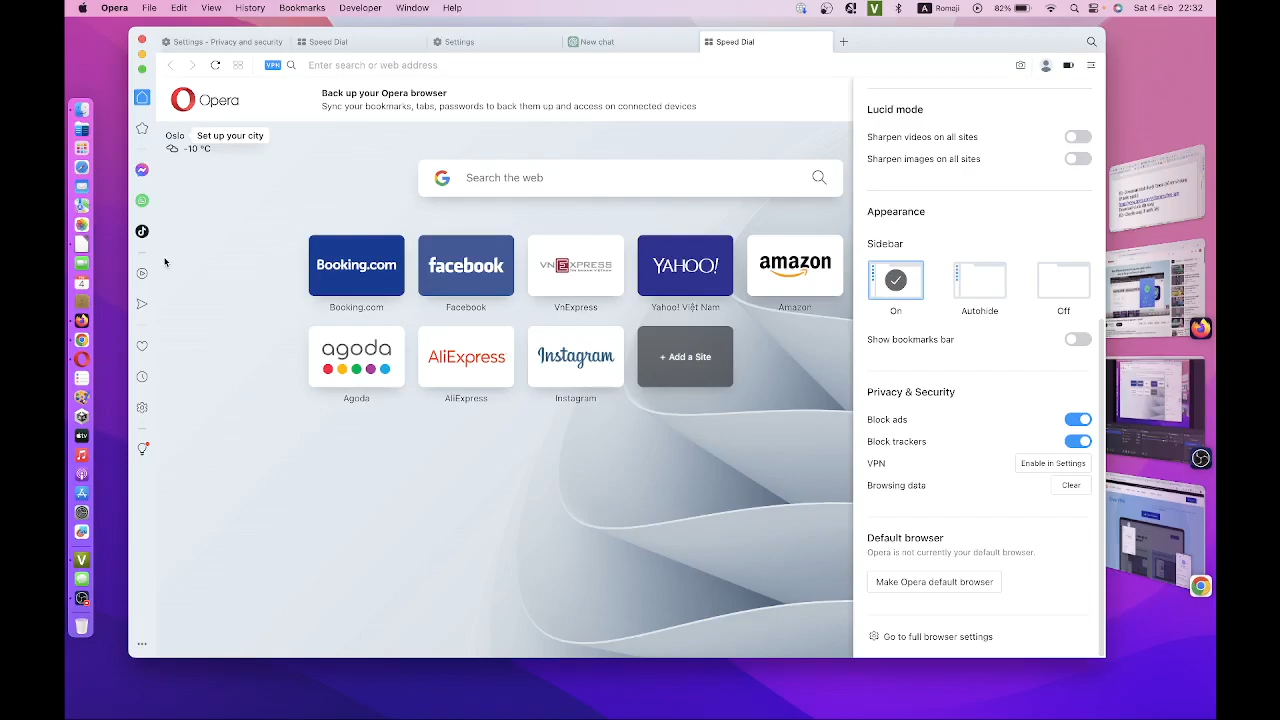 Opera File Edit View History Bookmarks Developer Window Help
V A Romaji 82% Sat 4 Feb 22:32
Settings - Privacy and security
Speed Dial
Settings
New chat
Speed Dial
VPN
Enter search or web address
Opera
Back up your Opera browser
Sync your bookmarks, tabs, passwords to back them up and access on connected devices
Oslo
Set up your city
-10 °C
Search the web
Booking.com
facebook
VNEXPRESS
YAHOO!
amazon
Booking.com
Facebook
VnExpress
Yahoo Việt Nam
Amazon
agoda
AliExpress
Instagram
+ Add a Site
Agoda
AliExpress
Instagram
Lucid mode
Sharpen videos on all sites
Sharpen images on all sites
Appearance
Sidebar
On
Autohide
Off
Show bookmarks bar
Privacy & Security
Block ads
Block trackers
VPN
Enable in Settings
Browsing data
Clear
Default browser
Opera is not currently your default browser.
Make Opera default browser
Go to full browser settings